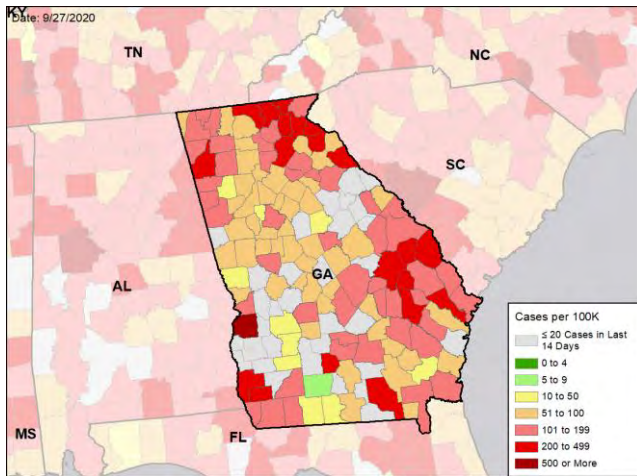 KY
Date: 9/27/2020
TN
NC
SC
AL
GA
MS
FL
Cases per 100K
≤ 20 Cases in Last
14 Days
0 to 4
5 to 9
10 to 50
51 to 100
101 to 199
200 to 499
500 or More